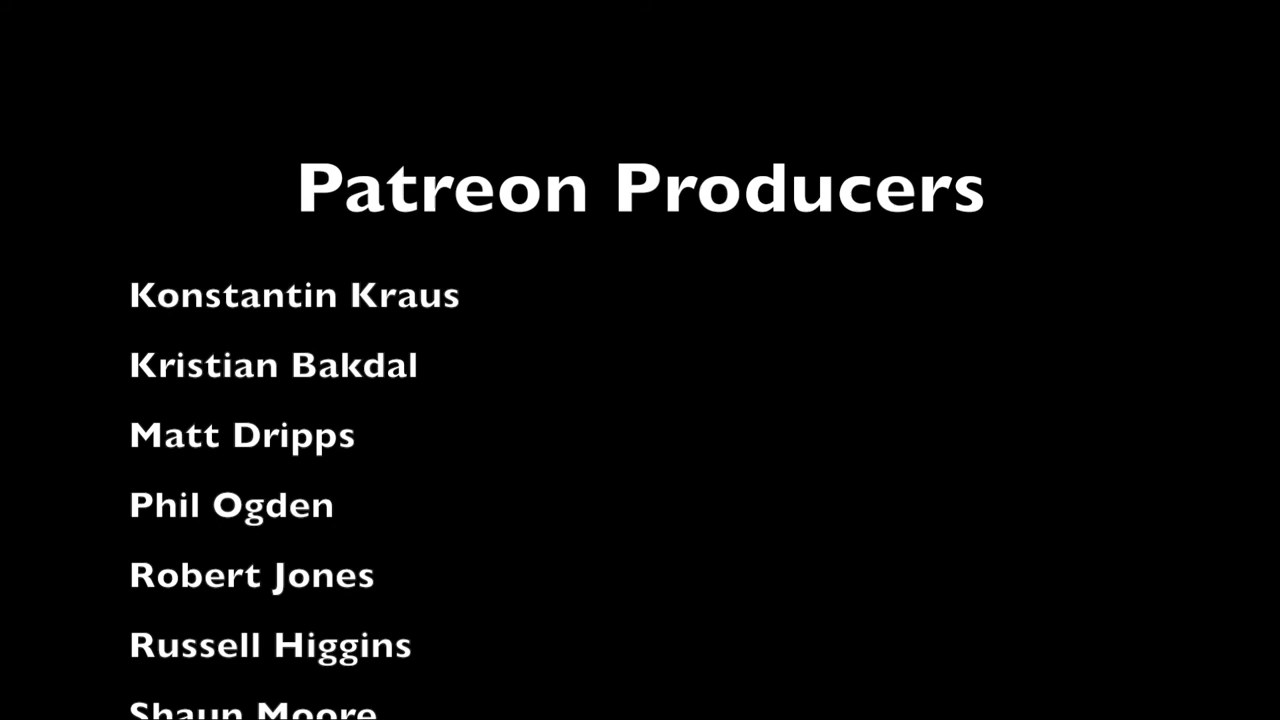 Patreon Producers
Konstantin Kraus
Kristian Bakdal
Matt Dripps
Phil Ogden
Robert Jones
Russell Higgins
Shaun Moore